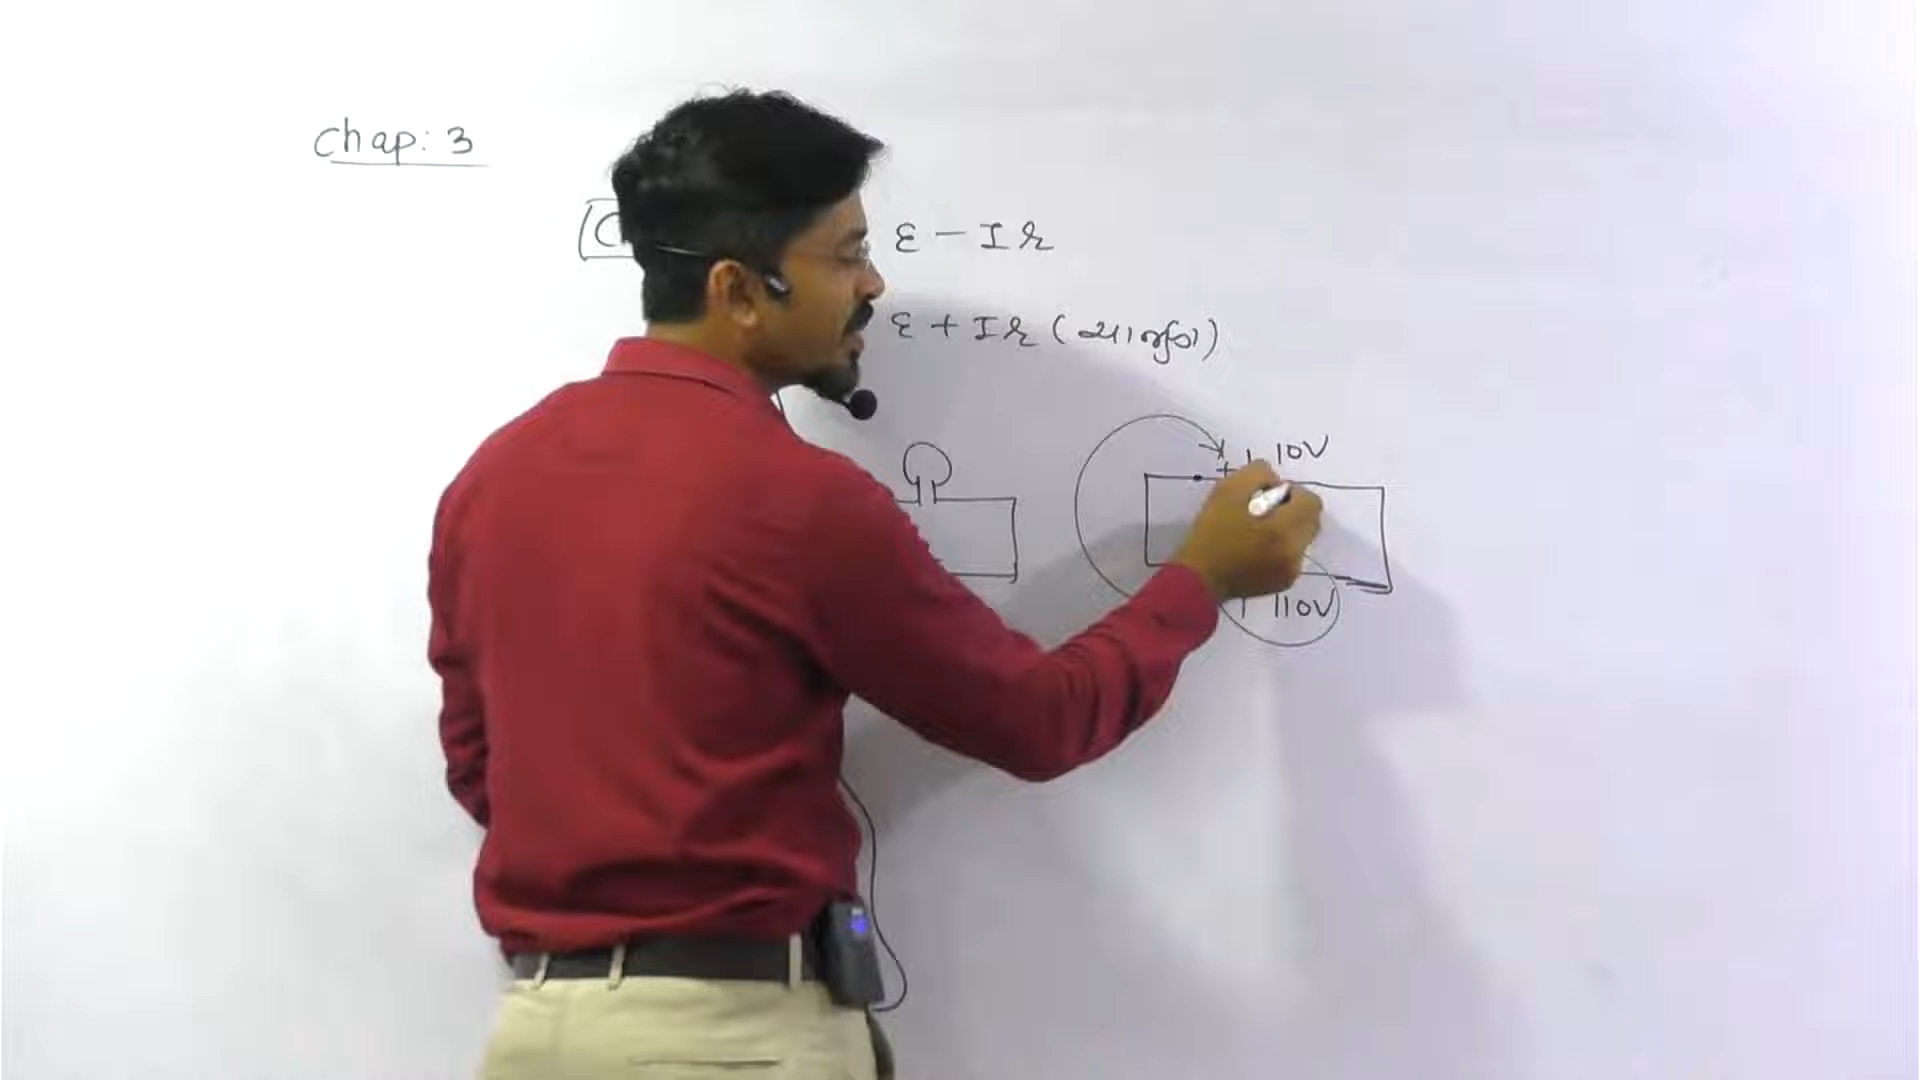 Chap: 3
ε - Ir
ε + Ir (ચાર્જીંગ)
10V
+
110V